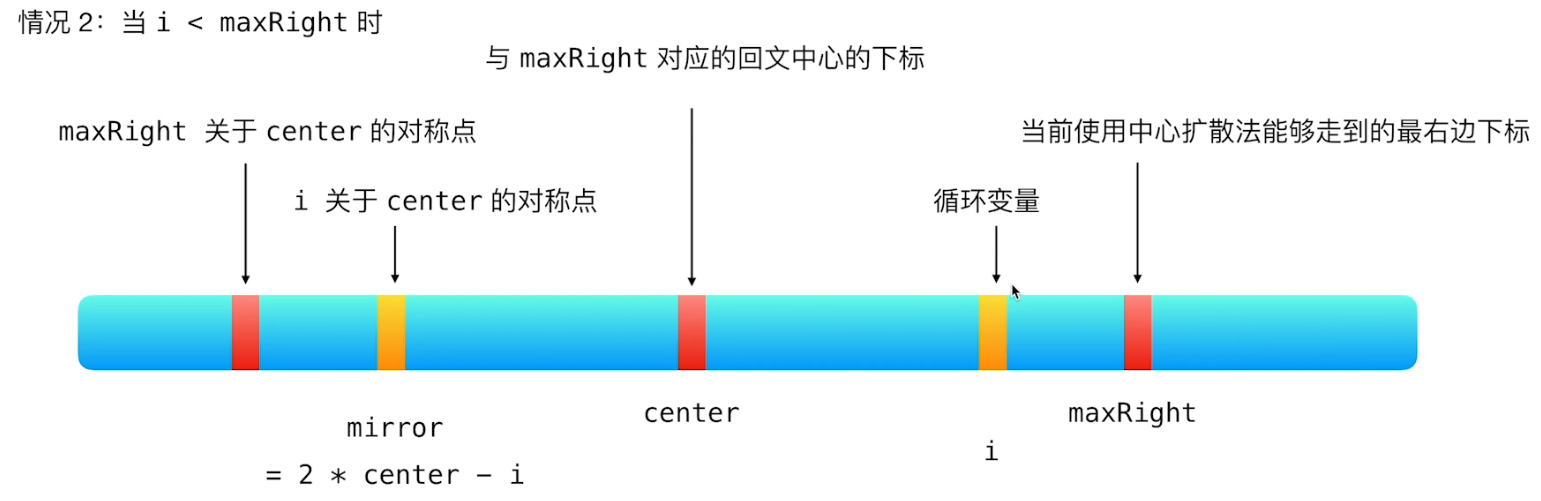 情况 2：当 i < maxRight 时
与 maxRight 对应的回文中心的下标
maxRight 关于 center 的对称点
当前使用中心扩散法能够走到的最右边下标
i 关于 center 的对称点
循环变量
center
maxRight
mirror
i
= 2 * center - i